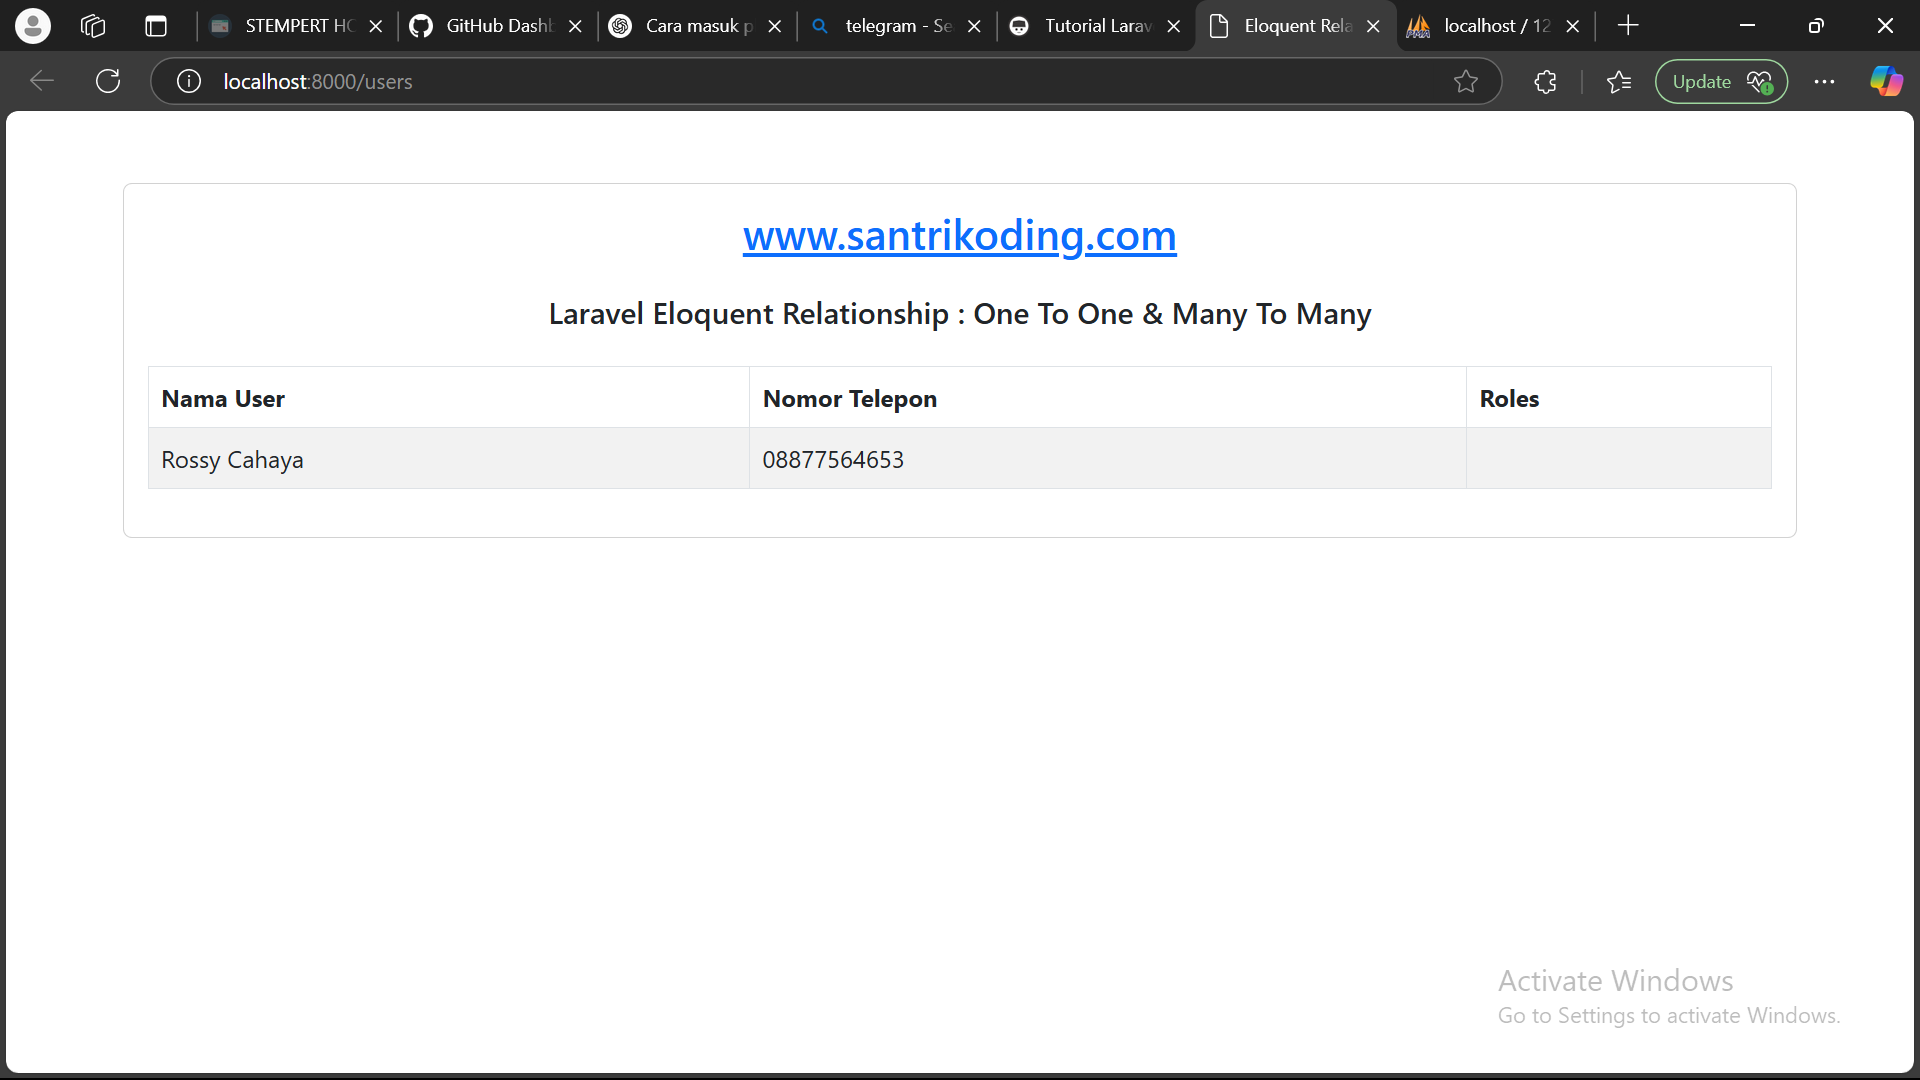 STEMPERT HC
GitHub Dashb
Cara masuk p
telegram - Se
Tutorial Larav
Eloquent Rela
localhost / 12
localhost:8000/users
Update
www.santrikoding.com
Laravel Eloquent Relationship : One To One & Many To Many
Nama User Nomor Telepon Roles
Rossy Cahaya 08877564653
Activate Windows
Go to Settings to activate Windows.